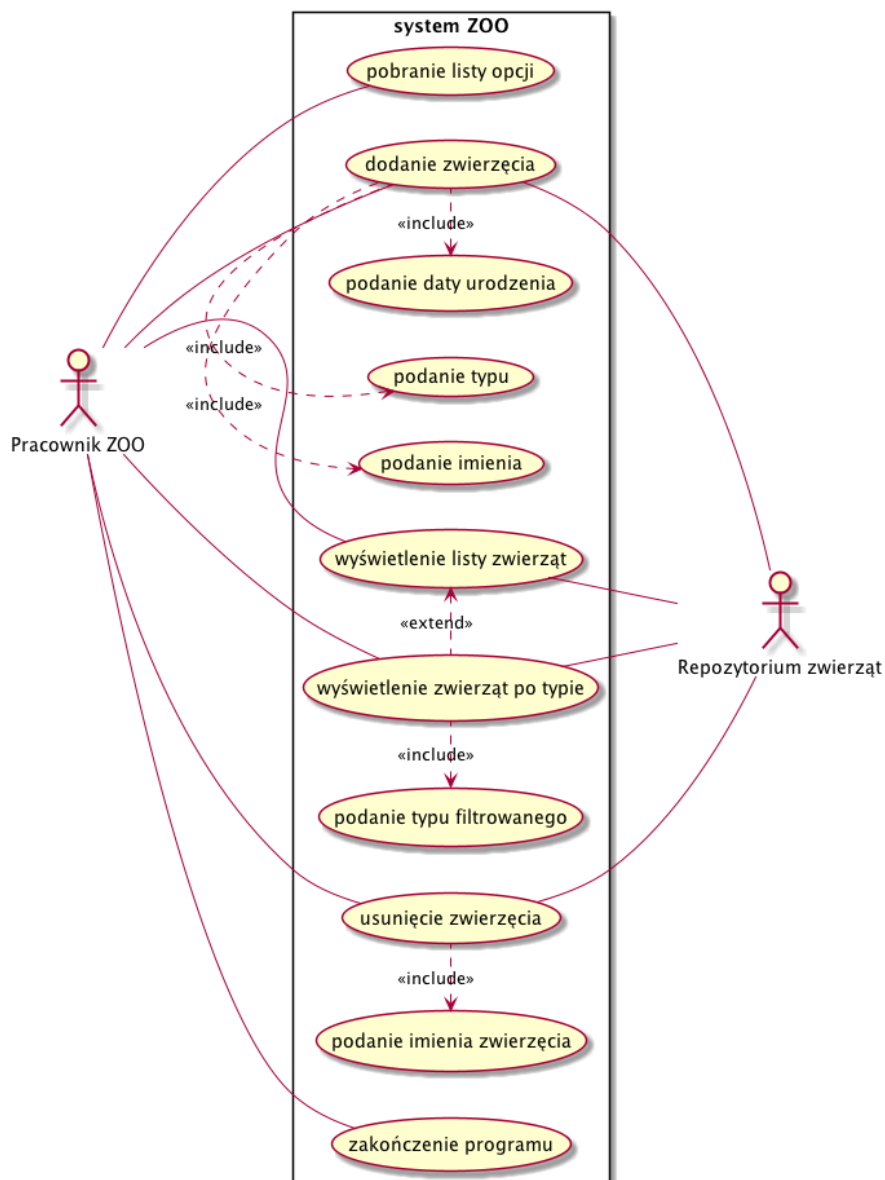 system ZOO
pobranie listy opcji
dodanie zwierzęcia
«include»
podanie daty urodzenia
«include»
podanie typu
«include»
Pracownik ZOO
podanie imienia
wyświetlenie listy zwierząt
«extend»
Repozytorium zwierząt
wyświetlenie zwierząt po typie
«include»
podanie typu filtrowanego
usunięcie zwierzęcia
«include»
podanie imienia zwierzęcia
zakończenie programu